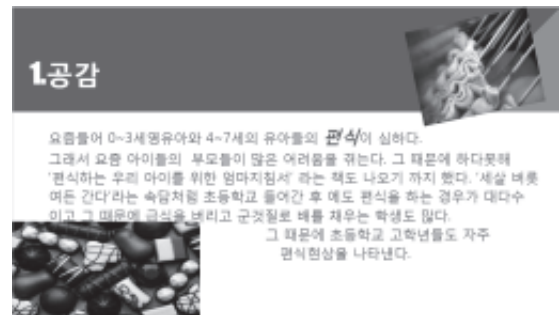 1.공감
요즘들어 0~3세영유아와 4~7세의 유아들의 편식이 심하다.
그래서 요즘 아이들의 부모들이 많은 어려움을 겪는다. 그 때문에 하다못해
'편식하는 우리 아이를 위한 엄마지침서' 라는 책도 나오기 까지 했다. '세살 버릇
여든 간다'라는 속담처럼 초등학교 들어간 후 에도 편식을 하는 경우가 대다수
이고 그 때문에 급식을 버리고 군것질로 배를 채우는 학생도 많다.
그 때문에 초등학교 고학년들도 자주
편식현상을 나타낸다.